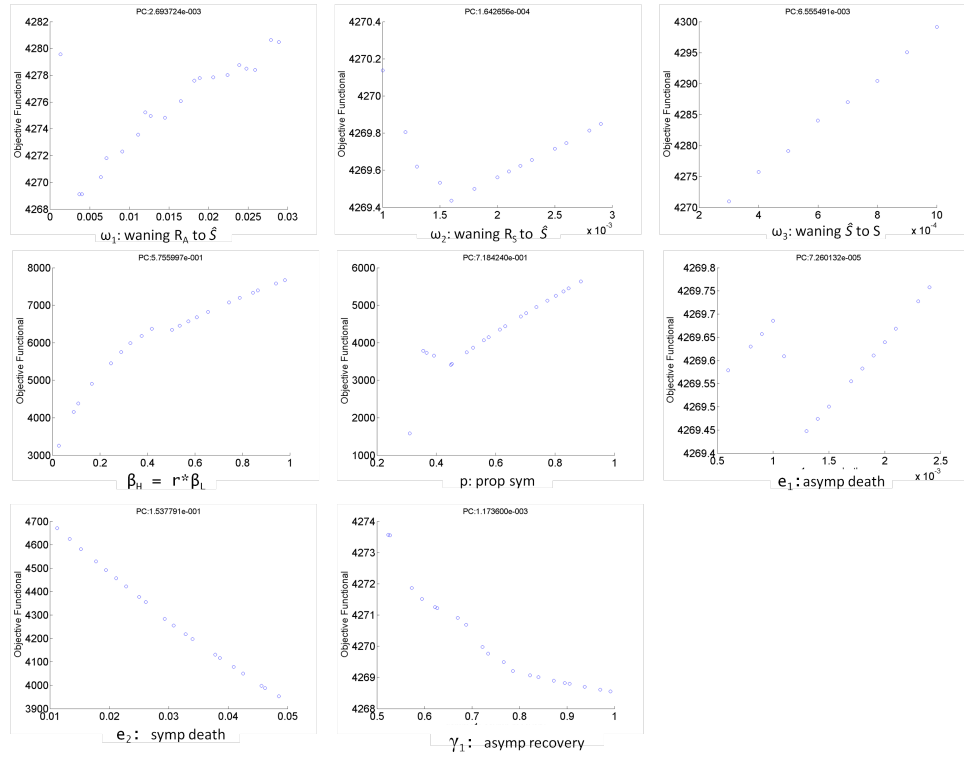 PC:2.693724e-003
4282
4280
4278
4276
4274
4272
4270
4268
Objective Functional
0 0.005 0.01 0.015 0.02 0.025 0.03
ω₁: waning R_A to Ŝ
PC:1.642656e-004
4270.4
4270.2
4270
4269.8
4269.6
4269.4
Objective Functional
1 1.5 2 2.5 3
x 10⁻³
ω₂: waning R_S to Ŝ
PC:6.555491e-003
4300
4295
4290
4285
4280
4275
4270
Objective Functional
2 4 6 8 10
x 10⁻⁴
ω₃: waning Ŝ to S
PC:5.755997e-001
8000
7000
6000
5000
4000
3000
Objective Functional
0 0.2 0.4 0.6 0.8 1
β_H = r*β_L
PC:7.184240e-001
6000
5000
4000
3000
2000
1000
Objective Functional
0.2 0.4 0.6 0.8 1
p: prop sym
PC:7.260132e-005
4269.8
4269.75
4269.7
4269.65
4269.6
4269.55
4269.5
4269.45
4269.4
Objective Functional
0.5 1 1.5 2 2.5
x 10⁻³
e₁: asymp death
PC:1.537791e-001
4700
4600
4500
4400
4300
4200
4100
4000
3900
Objective Functional
0.01 0.02 0.03 0.04 0.05
e₂: symp death
PC:1.173600e-003
4274
4273
4272
4271
4270
4269
4268
Objective Functional
0.5 0.6 0.7 0.8 0.9 1
γ₁: asymp recovery